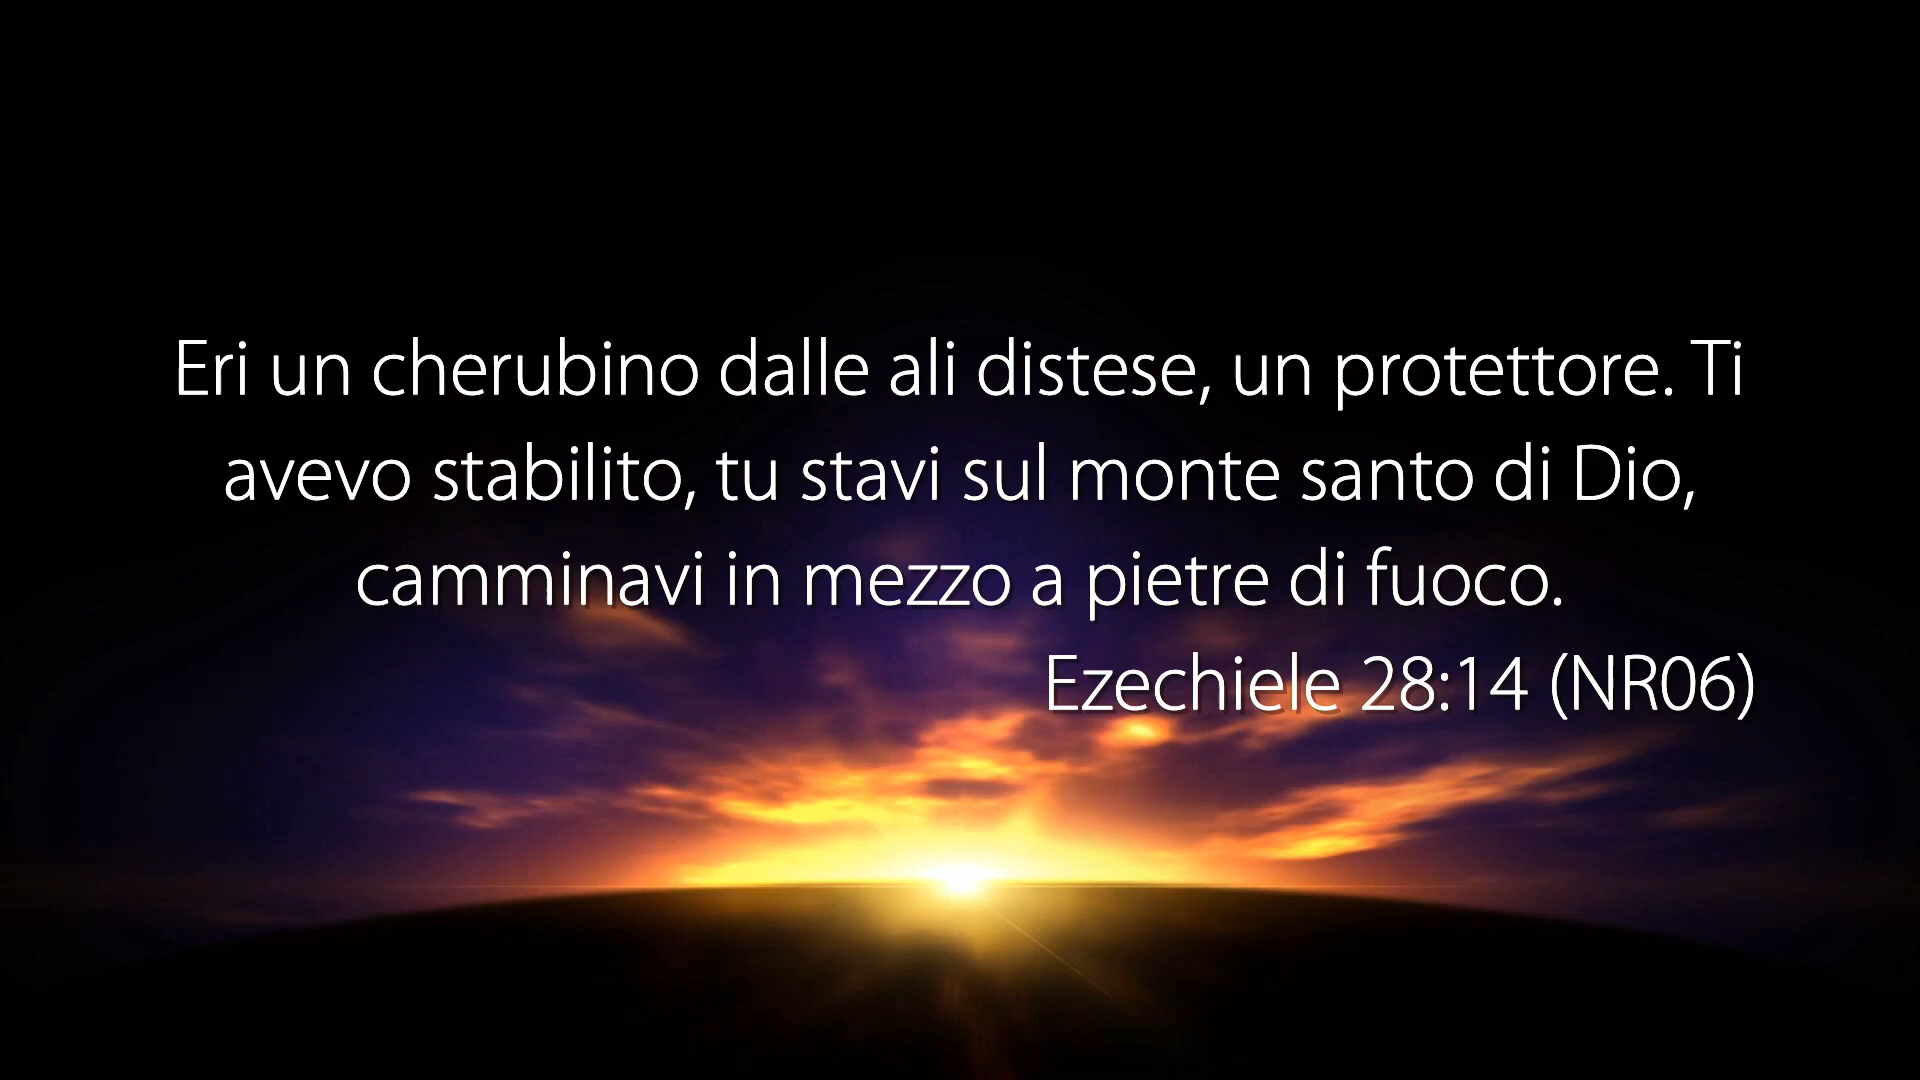 Eri un cherubino dalle ali distese, un protettore. Ti
avevo stabilito, tu stavi sul monte santo di Dio,
camminavi in mezzo a pietre di fuoco.
Ezechiele 28:14 (NR06)